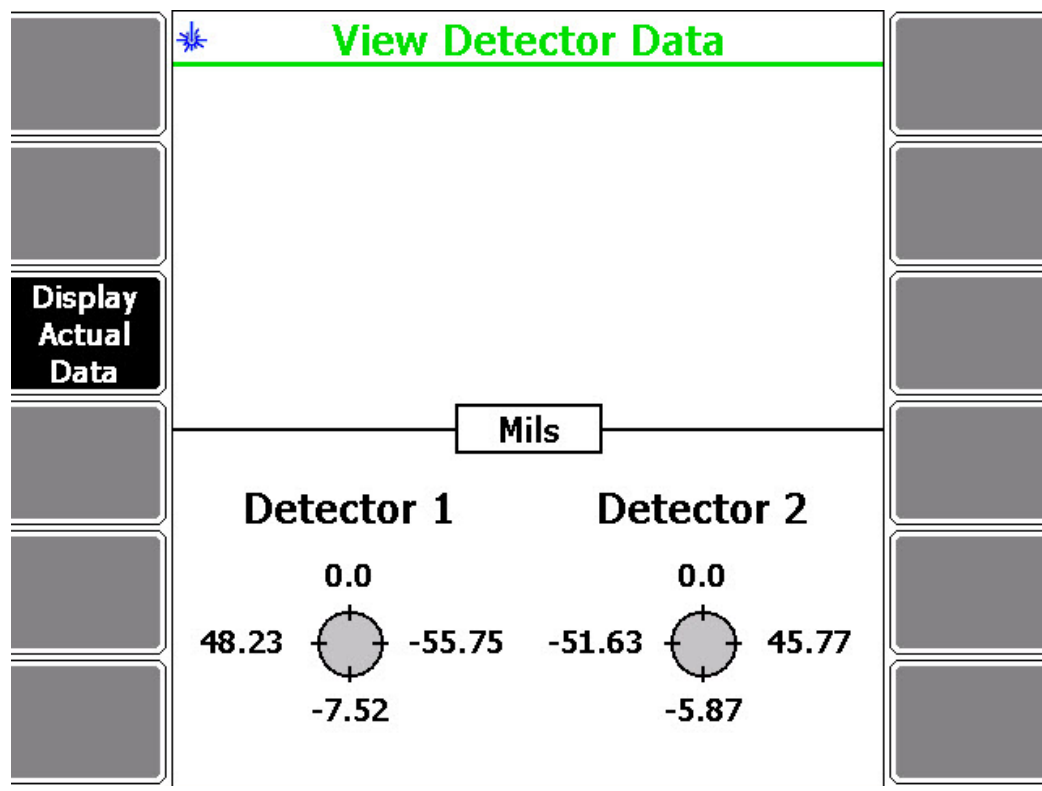 View Detector Data
Display
Actual
Data
Mils
Detector 1
Detector 2
0.0
0.0
48.23
-55.75
-51.63
45.77
-7.52
-5.87